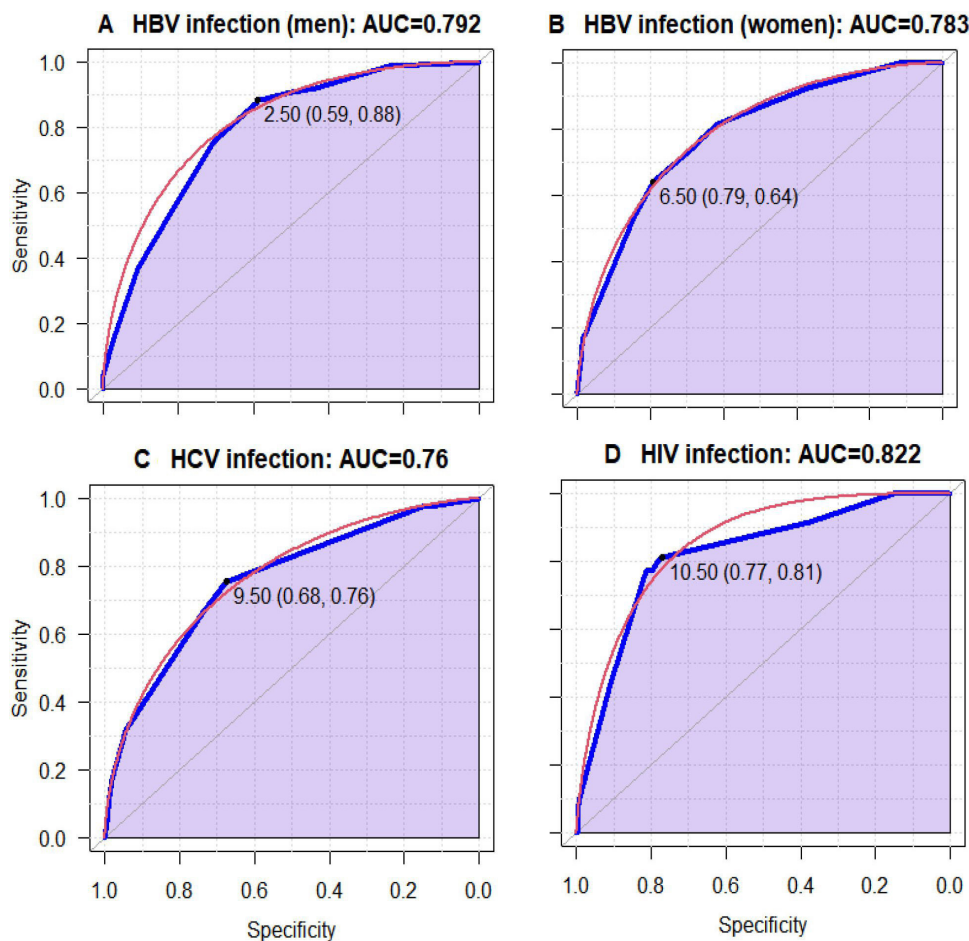 A HBV infection (men): AUC=0.792
1.0
0.8
0.6
0.4
0.2
0.0
Sensitivity
2.50 (0.59, 0.88)
B HBV infection (women): AUC=0.783
6.50 (0.79, 0.64)
C HCV infection: AUC=0.76
1.0
0.8
0.6
0.4
0.2
0.0
Sensitivity
9.50 (0.68, 0.76)
1.0 0.8 0.6 0.4 0.2 0.0
Specificity
D HIV infection: AUC=0.822
10.50 (0.77, 0.81)
1.0 0.8 0.6 0.4 0.2 0.0
Specificity